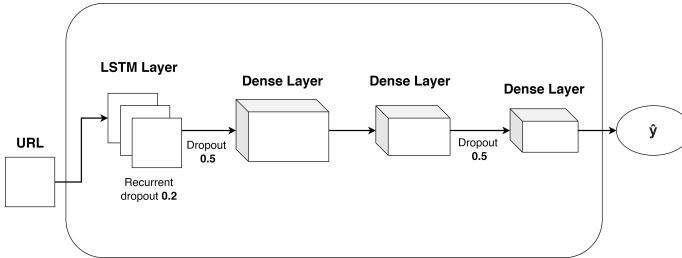 URL
LSTM Layer
Recurrent
dropout 0.2
Dropout
0.5
Dense Layer
Dense Layer
Dropout
0.5
Dense Layer
ŷ